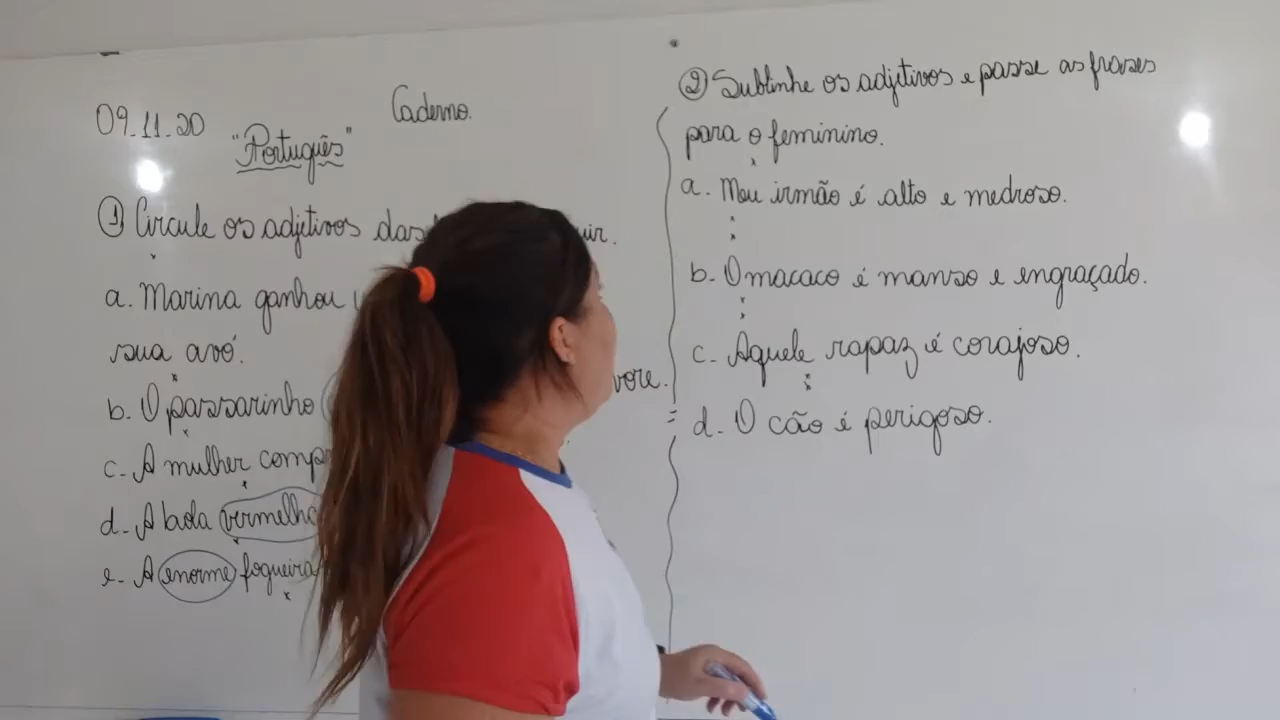 09.11.20
Caderno.
"Português"
① Circule os adjetivos das
a. Marina ganhou
sua avó.
b. O passarinho
c- A mulher
d- A bola vermelha
e- A enorme fogueira
② Sublinhe os adjetivos e passe as frases
para o feminino.
a. Meu irmão é alto e medroso.
b. O macaco é manso e engraçado.
c. Aquele rapaz é corajoso.
d. O cão é perigoso.